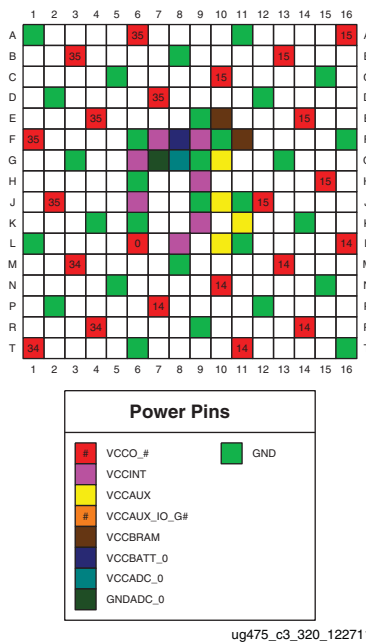 1 2 3 4 5 6 7 8 9 10 11 12 13 14 15 16
A 35 15 A
B 35 15 B
C 15
D 35
E 35 14 E
F 35 F
G
H 15
J 35 15 J
K
L 0 14 L
M 34 14
N 14 N
P 14 P
R 34 14 R
T 34 14 T
1 2 3 4 5 6 7 8 9 10 11 12 13 14 15 16
Power Pins
# VCCO_#
GND
VCCINT
VCCAUX
# VCCAUX_IO_G#
VCCBRAM
VCCBATT_0
VCCADC_0
GNDADC_0
ug475_c3_320_12271